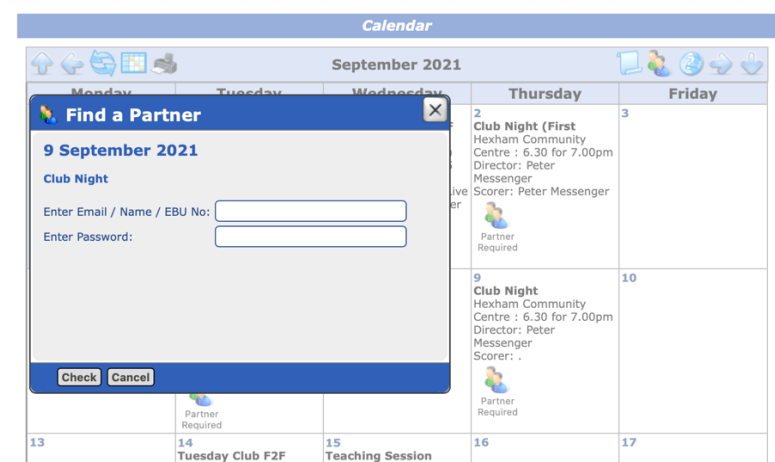 Calendar
September 2021
Monday Tuesday Wednesday Thursday Friday
Find a Partner
9 September 2021
Club Night
Enter Email / Name / EBU No:
Enter Password:
Check Cancel
2
Club Night (First
Hexham Community
Centre : 6.30 for 7.00pm
Director: Peter
Messenger
Scorer: Peter Messenger
Partner
Required
3
9
Club Night
Hexham Community
Centre : 6.30 for 7.00pm
Director: Peter
Messenger
Scorer: .
Partner
Required
10
Partner
Required
13
14
Tuesday Club F2F
15
Teaching Session
16
17